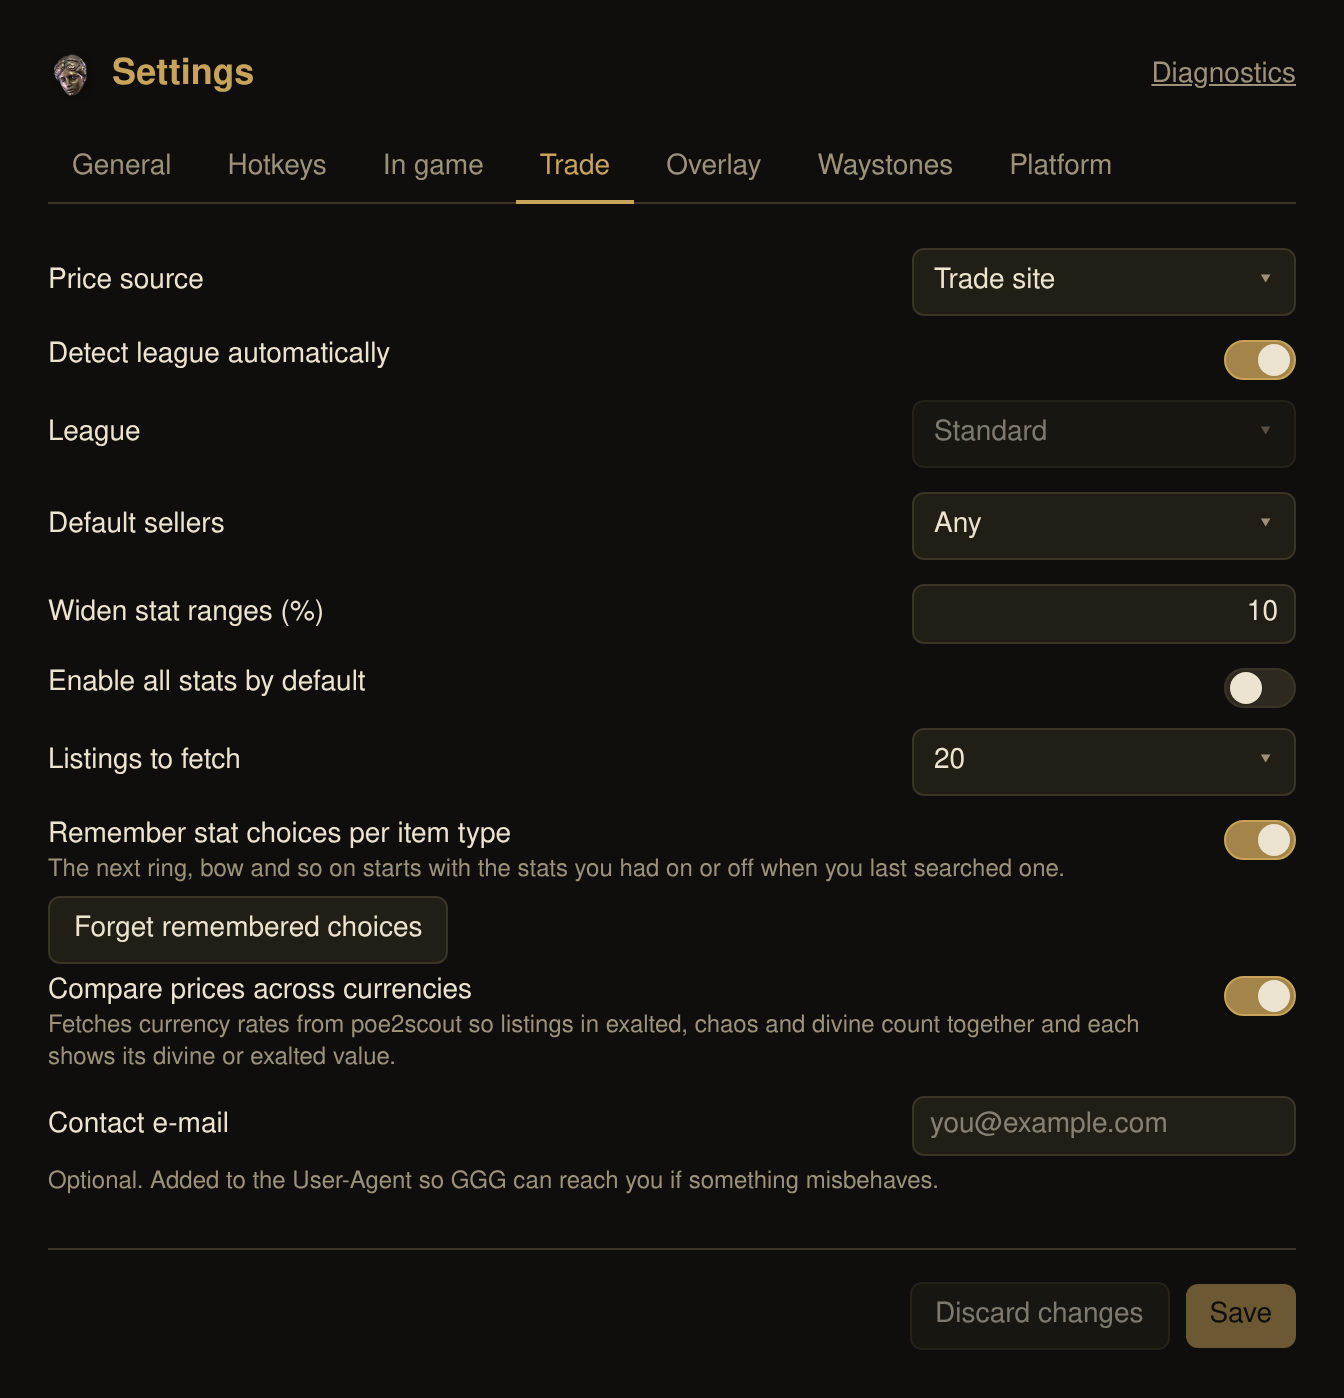 Settings
Diagnostics
General
Hotkeys
In game
Trade
Overlay
Waystones
Platform
Price source
Trade site
Detect league automatically
League
Standard
Default sellers
Any
Widen stat ranges (%)
10
Enable all stats by default
Listings to fetch
20
Remember stat choices per item type
The next ring, bow and so on starts with the stats you had on or off when you last searched one.
Forget remembered choices
Compare prices across currencies
Fetches currency rates from poe2scout so listings in exalted, chaos and divine count together and each
shows its divine or exalted value.
Contact e-mail
you@example.com
Optional. Added to the User-Agent so GGG can reach you if something misbehaves.
Discard changes
Save